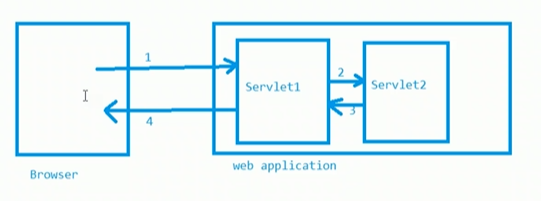 1
2
Servlet1
Servlet2
3
4
web application
Browser